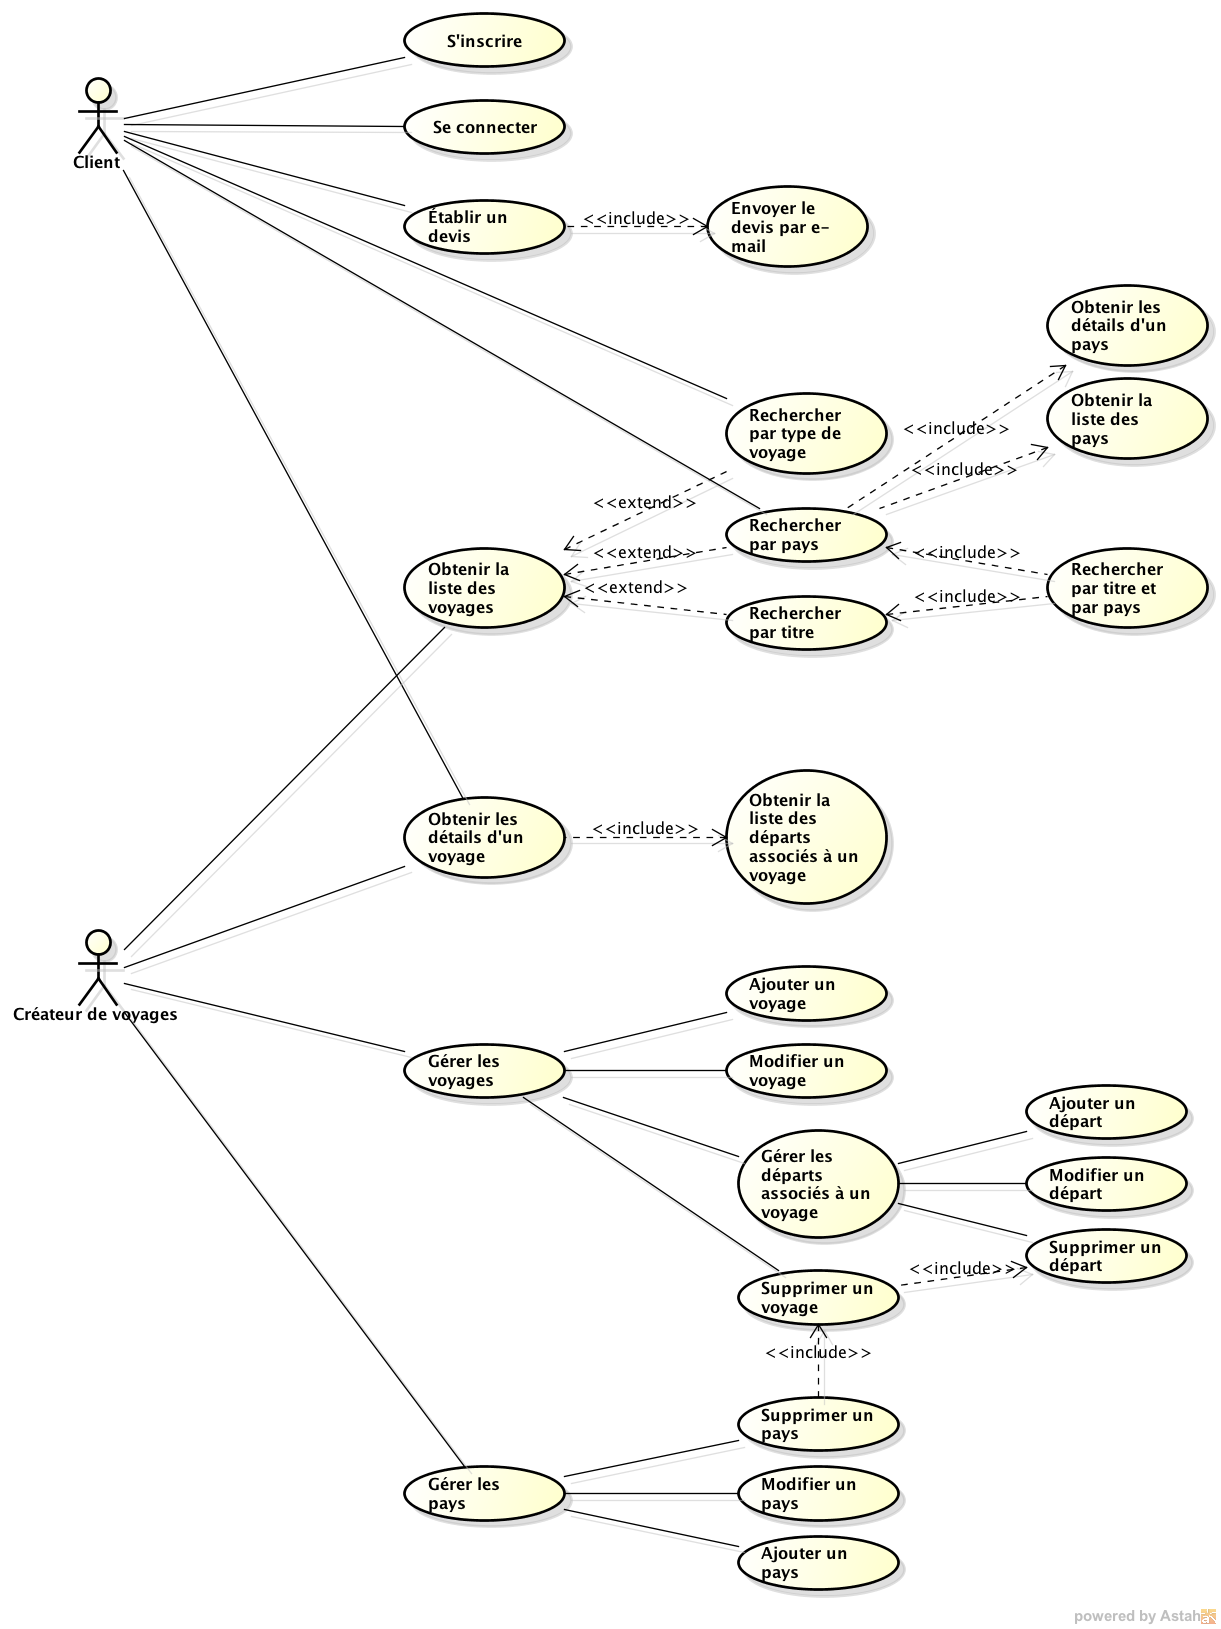 S'inscrire
Client
Se connecter
Établir un
devis
<<include>>
Envoyer le
devis par e-
mail
Obtenir les
détails d'un
pays
Rechercher
par type de
voyage
<<include>>
Obtenir la
liste des
pays
<<include>>
<<extend>>
Rechercher
par pays
<<extend>>
<<include>>
Obtenir la
liste des
voyages
<<extend>>
Rechercher
par titre
<<include>>
Rechercher
par titre et
par pays
Obtenir les
détails d'un
voyage
<<include>>
Obtenir la
liste des
départs
associés à un
voyage
Créateur de voyages
Ajouter un
voyage
Gérer les
voyages
Modifier un
voyage
Ajouter un
départ
Gérer les
départs
associés à un
voyage
Modifier un
départ
Supprimer un
départ
<<include>>
Supprimer un
voyage
<<include>>
Supprimer un
pays
Gérer les
pays
Modifier un
pays
Ajouter un
pays
powered by Astah